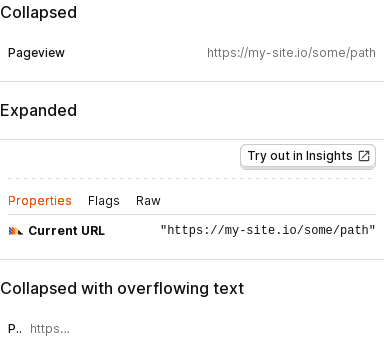 Collapsed
Pageview https://my-site.io/some/path
Expanded
Try out in Insights
Properties Flags Raw
Current URL "https://my-site.io/some/path"
Collapsed with overflowing text
P.. https...